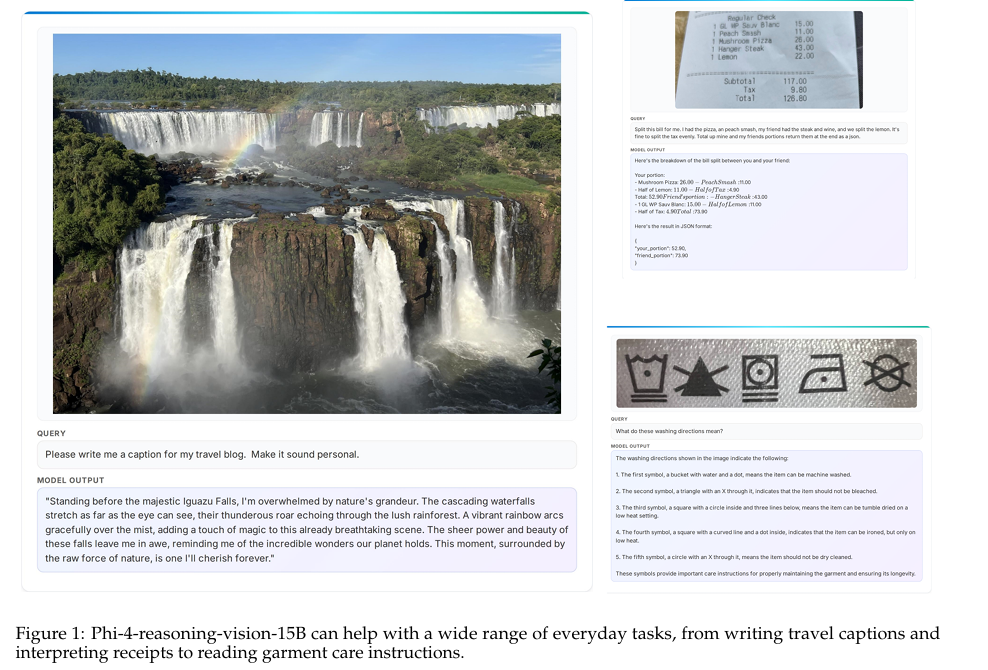 QUERY
Please write me a caption for my travel blog. Make it sound personal.
MODEL OUTPUT
"Standing before the majestic Iguazu Falls, I'm overwhelmed by nature's grandeur. The cascading waterfalls
stretch as far as the eye can see, their thunderous roar echoing through the lush rainforest. A vibrant rainbow arcs
gracefully over the mist, adding a touch of magic to this already breathtaking scene. The sheer power and beauty of
these falls leave me in awe, reminding me of the incredible wonders our planet holds. This moment, surrounded by
the raw force of nature, is one I'll cherish forever."
Regular Check
1 GL WP Sauv Blanc 15.00
1 Peach Smash 11.00
1 Mushroom Pizza 26.00
1 Hanger Steak 43.00
1 Lemon 22.00
Subtotal 117.00
Tax 9.80
Total 126.80
QUERY
Split this bill for me. I had the pizza, an peach smash, my friend had the steak and wine, and we split the lemon. It's
fine to split the tax evenly. Total up mine and my friends portions return them at the end as a json.
MODEL OUTPUT
Here's the breakdown of the bill split between you and your friend:
Your portion:
- Mushroom Pizza: 26.00 - PeachSmash :11.00
- Half of Lemon: 11.00 - HalfofTax :4.90
Total: 52.90Friend'sportion : -HangerSteak :43.00
- 1 GL WP Sauv Blanc: 15.00 - HalfofLemon :11.00
- Half of Tax: 4.90Total :73.90
Here's the result in JSON format:
{
"your_portion": 52.90,
"friend_portion": 73.90
}
QUERY
What do these washing directions mean?
MODEL OUTPUT
The washing directions shown in the image indicate the following:
1. The first symbol, a bucket with water and a dot, means the item can be machine washed.
2. The second symbol, a triangle with an X through it, indicates that the item should not be bleached.
3. The third symbol, a square with a circle inside and three lines below, means the item can be tumble dried on a
low heat setting.
4. The fourth symbol, a square with a curved line and a dot inside, indicates that the item can be ironed, but only on
low heat.
5. The fifth symbol, a circle with an X through it, means the item should not be dry cleaned.
These symbols provide important care instructions for properly maintaining the garment and ensuring its longevity.
Figure 1: Phi-4-reasoning-vision-15B can help with a wide range of everyday tasks, from writing travel captions and
interpreting receipts to reading garment care instructions.